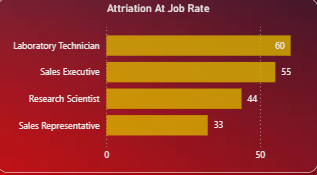 Attriation At Job Rate
Laboratory Technician 60
Sales Executive 55
Research Scientist 44
Sales Representative 33
0 50